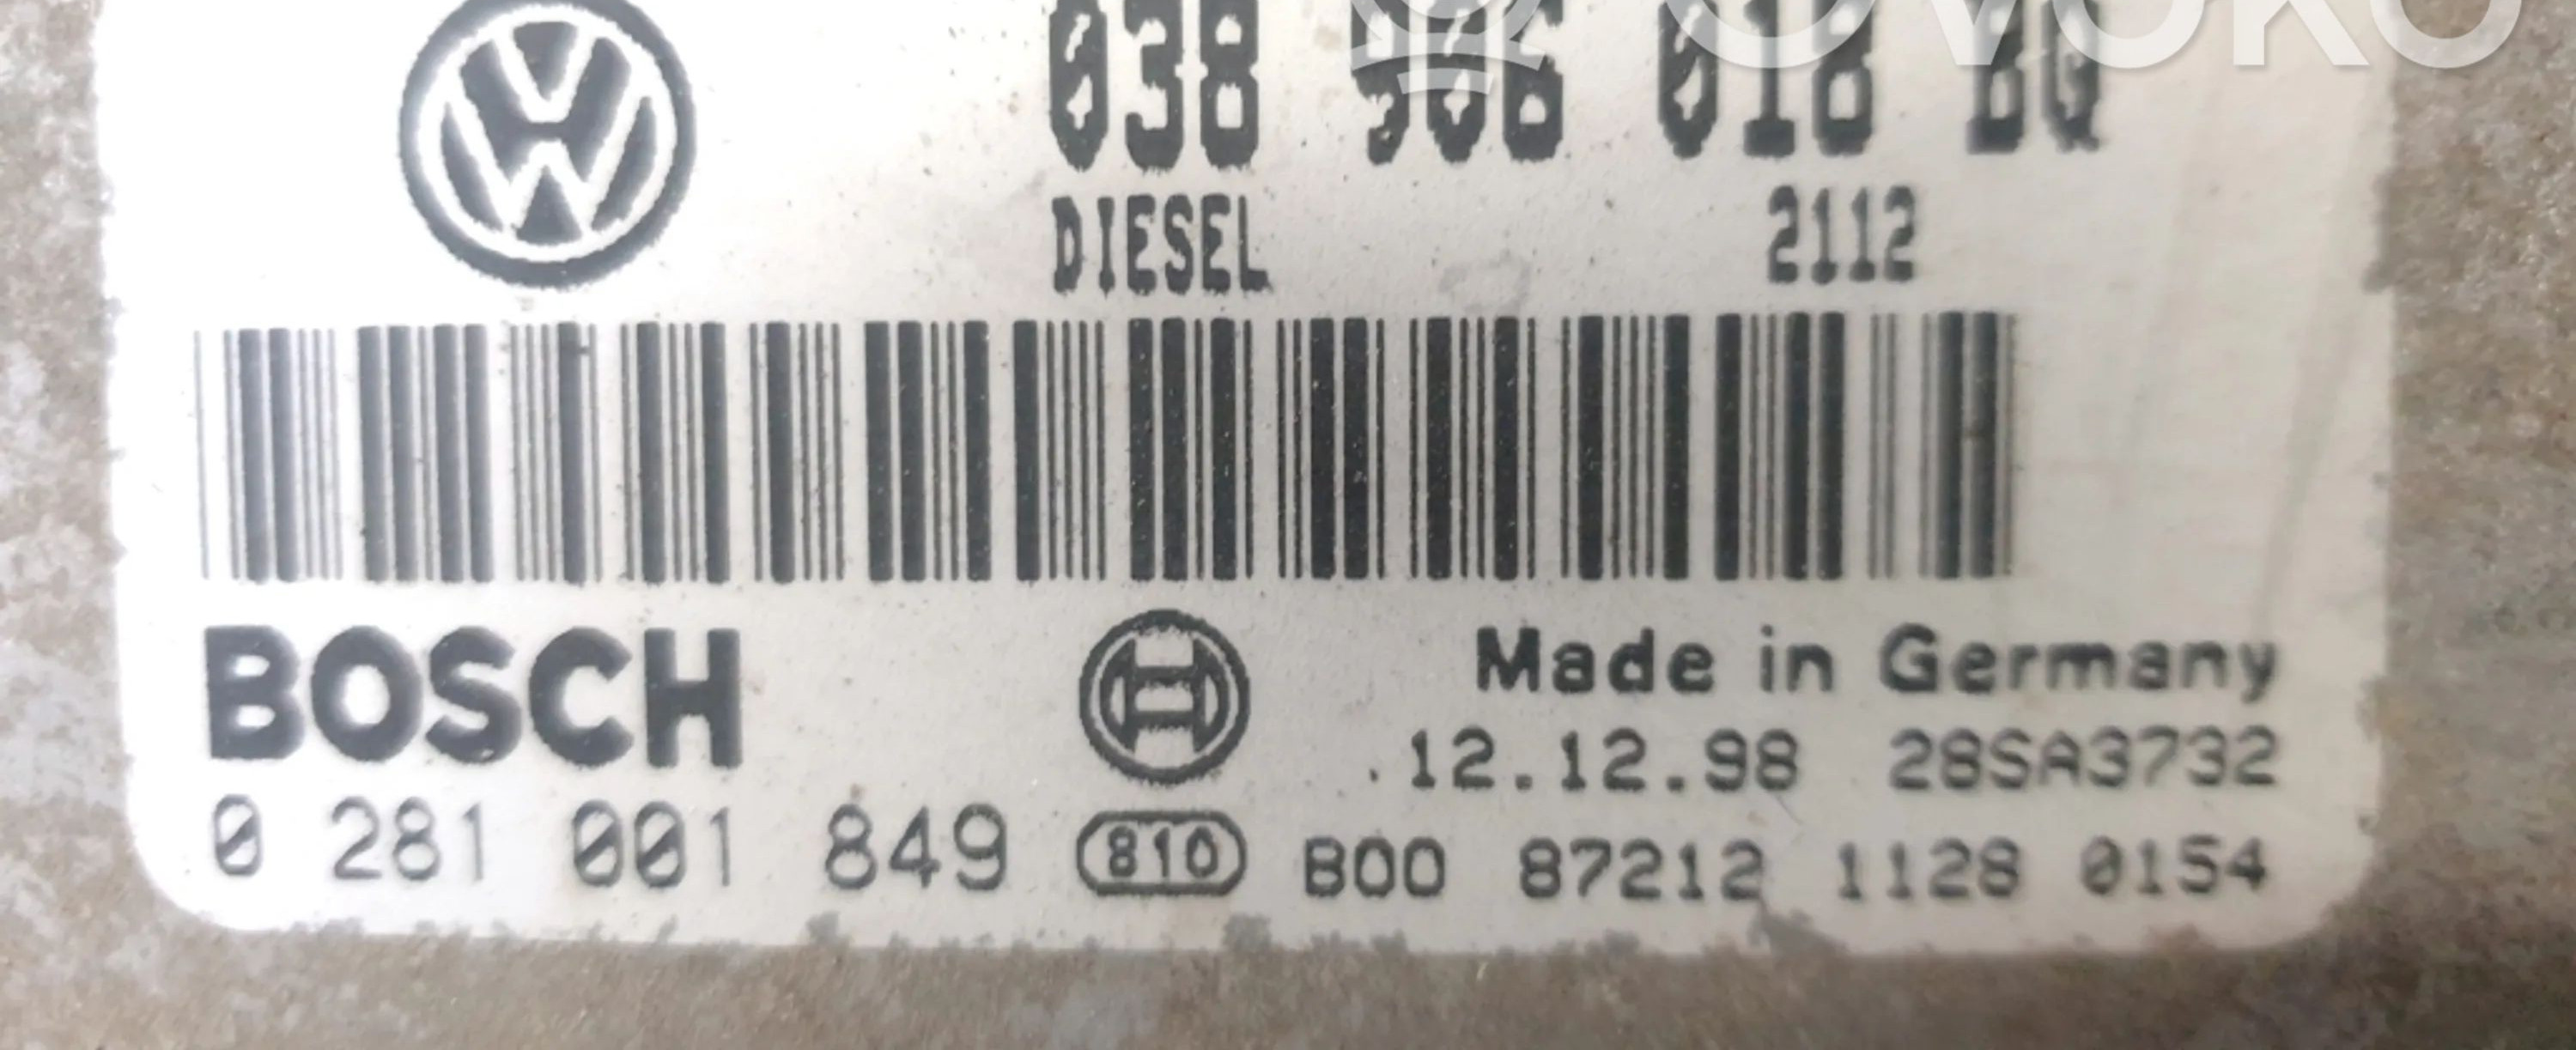 OVOKO
038 906 018 BQ
DIESEL 2112
BOSCH
Made in Germany
.12.12.98 28SA3732
0 281 001 849 810 B00 87212 1128 0154